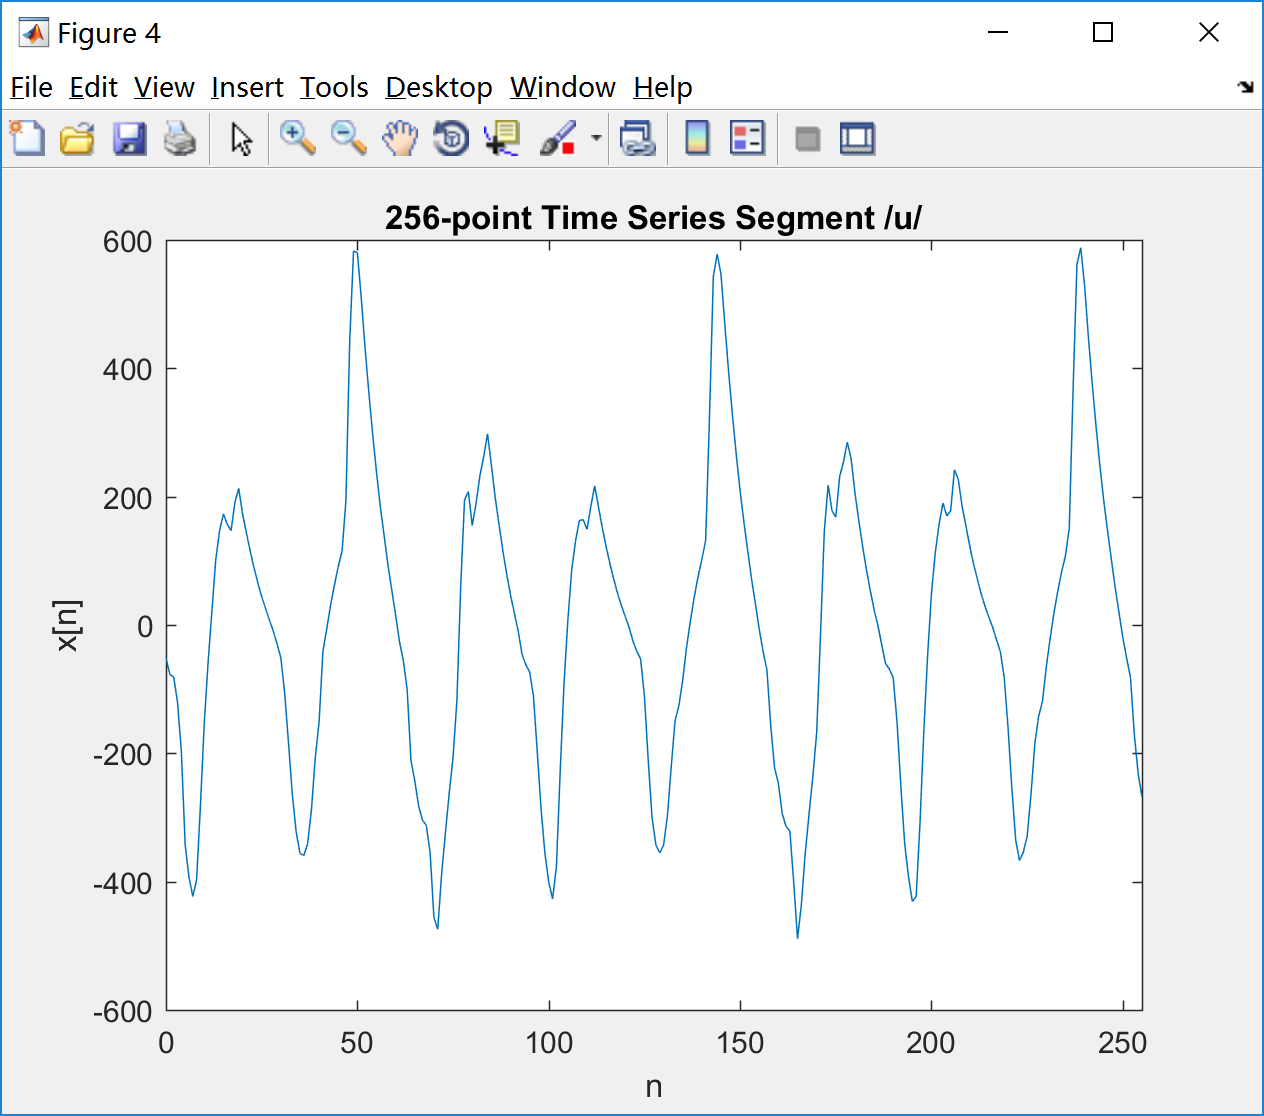 Figure 4
File Edit View Insert Tools Desktop Window Help
256-point Time Series Segment /u/
600
400
200
0
-200
-400
-600
x[n]
0 50 100 150 200 250
n